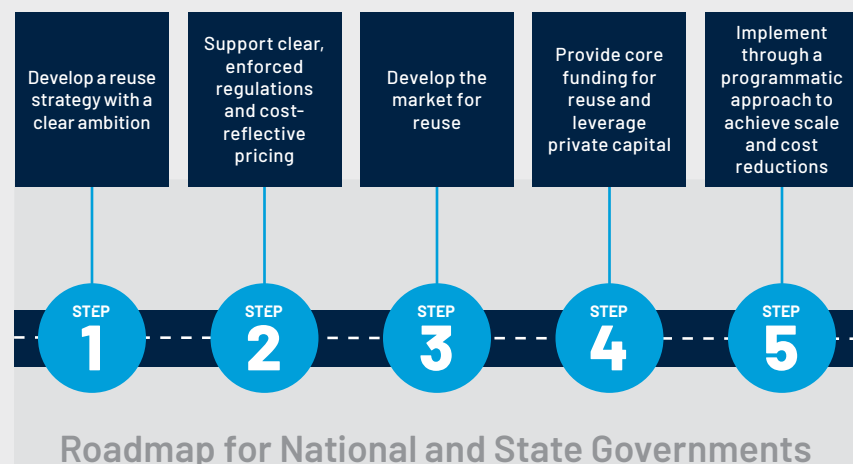 Develop a reuse
strategy with a
clear ambition
Support clear,
enforced
regulations
and cost-
reflective
pricing
Develop the
market for
reuse
Provide core
funding for
reuse and
leverage
private capital
Implement
through a
programmatic
approach to
achieve scale
and cost
reductions
STEP
1
STEP
2
STEP
3
STEP
4
STEP
5
Roadmap for National and State Governments